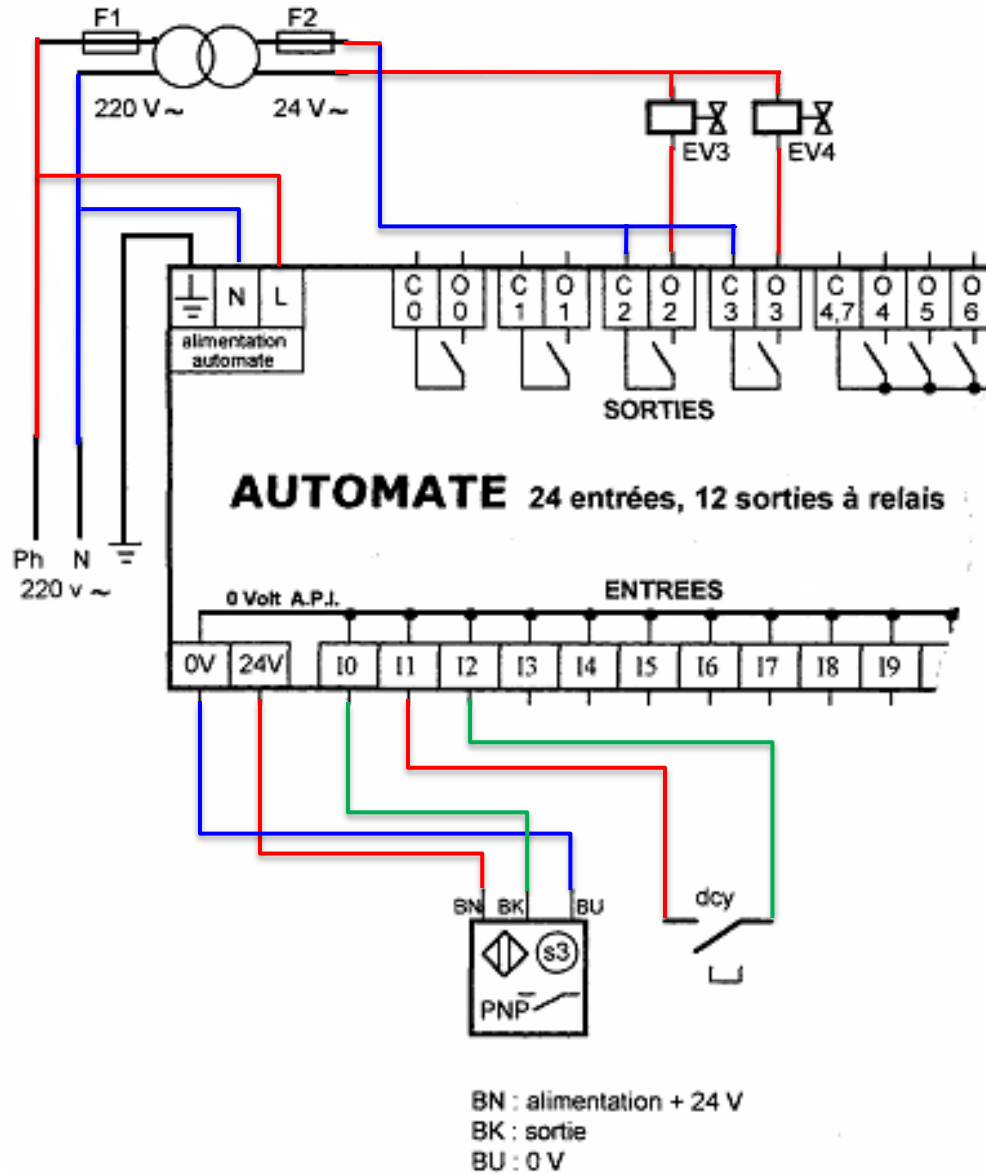 F1 F2
220 V ~ 24 V ~
EV3 EV4
N L
C 0 O 0 C 1 O 1 C 2 O 2 C 3 O 3 C 4,7 O 4 O 5 O 6
alimentation
automate
SORTIES
AUTOMATE 24 entrées, 12 sorties à relais
Ph N
220 v ~
0 Volt A.P.I. ENTREES
0V 24V I0 I1 I2 I3 I4 I5 I6 I7 I8 I9
BN BK BU dcy
s3
PNP
BN : alimentation + 24 V
BK : sortie
BU : 0 V